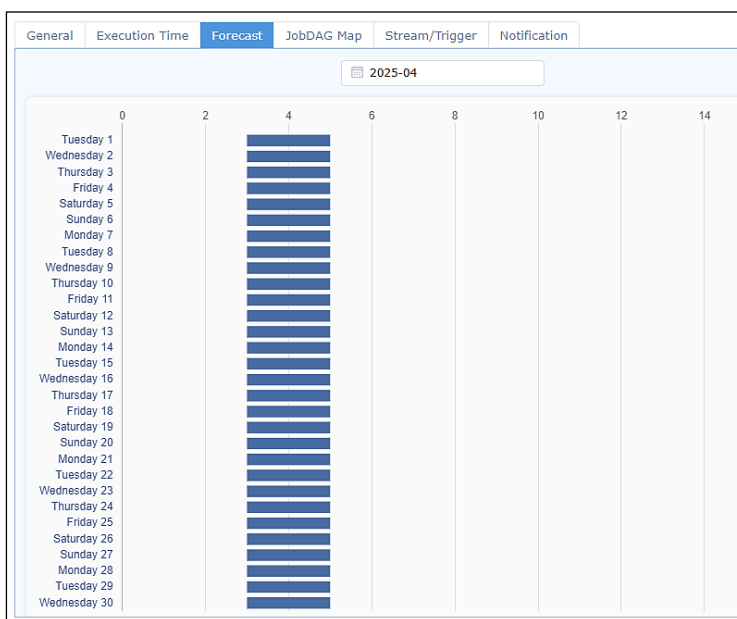 General Execution Time Forecast JobDAG Map Stream/Trigger Notification
2025-04
0 2 4 6 8 10 12 14
Tuesday 1
Wednesday 2
Thursday 3
Friday 4
Saturday 5
Sunday 6
Monday 7
Tuesday 8
Wednesday 9
Thursday 10
Friday 11
Saturday 12
Sunday 13
Monday 14
Tuesday 15
Wednesday 16
Thursday 17
Friday 18
Saturday 19
Sunday 20
Monday 21
Tuesday 22
Wednesday 23
Thursday 24
Friday 25
Saturday 26
Sunday 27
Monday 28
Tuesday 29
Wednesday 30